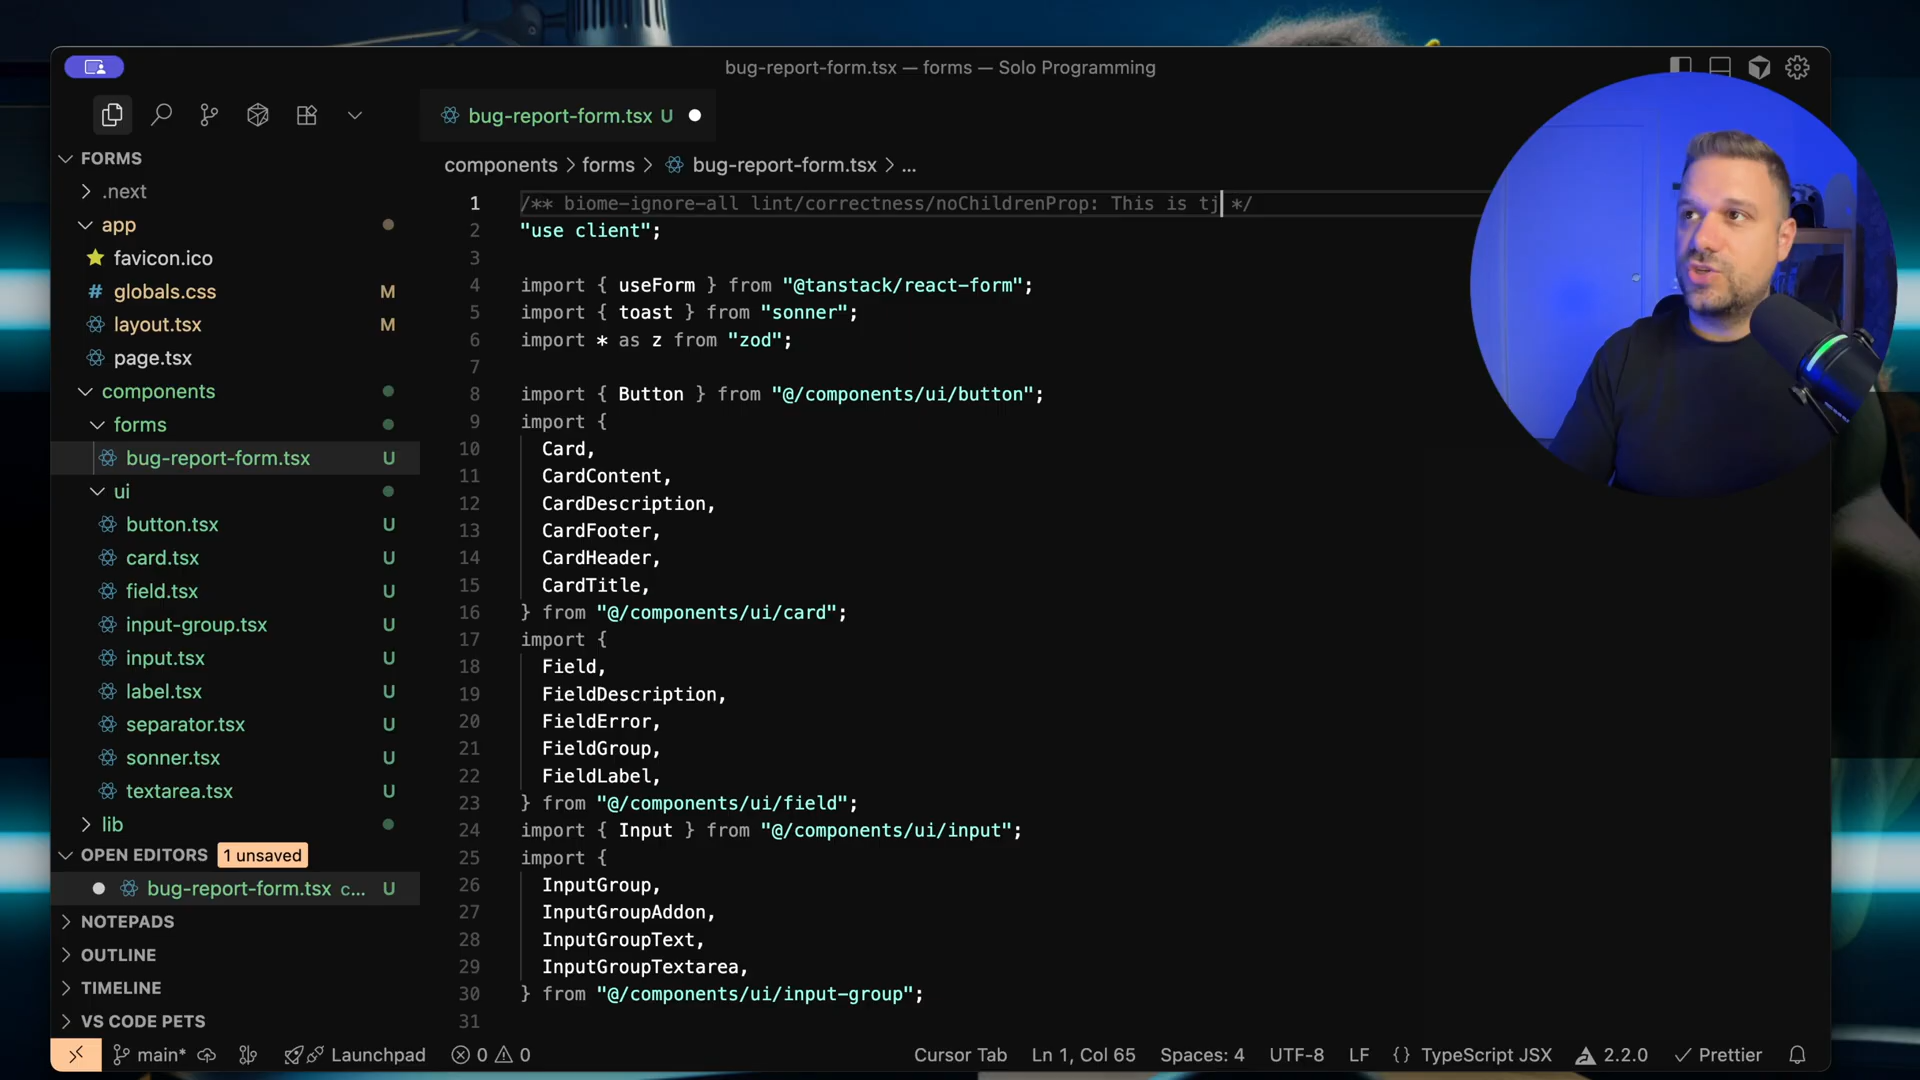 bug-report-form.tsx — forms — Solo Programming
bug-report-form.tsx U
components > forms > bug-report-form.tsx > ...
FORMS
.next
app
favicon.ico
globals.css M
layout.tsx M
page.tsx
components
forms
bug-report-form.tsx U
ui
button.tsx U
card.tsx U
field.tsx U
input-group.tsx U
input.tsx U
label.tsx U
separator.tsx U
sonner.tsx U
textarea.tsx U
lib
OPEN EDITORS 1 unsaved
bug-report-form.tsx c... U
NOTEPADS
OUTLINE
TIMELINE
VS CODE PETS
1 /** biome-ignore-all lint/correctness/noChildrenProp: This is tj */
2 "use client";
3
4 import { useForm } from "@tanstack/react-form";
5 import { toast } from "sonner";
6 import * as z from "zod";
7
8 import { Button } from "@/components/ui/button";
9 import {
10 Card,
11 CardContent,
12 CardDescription,
13 CardFooter,
14 CardHeader,
15 CardTitle,
16 } from "@/components/ui/card";
17 import {
18 Field,
19 FieldDescription,
20 FieldError,
21 FieldGroup,
22 FieldLabel,
23 } from "@/components/ui/field";
24 import { Input } from "@/components/ui/input";
25 import {
26 InputGroup,
27 InputGroupAddon,
28 InputGroupText,
29 InputGroupTextarea,
30 } from "@/components/ui/input-group";
31
main* Launchpad 0 0 Cursor Tab Ln 1, Col 65 Spaces: 4 UTF-8 LF {} TypeScript JSX 2.2.0 Prettier